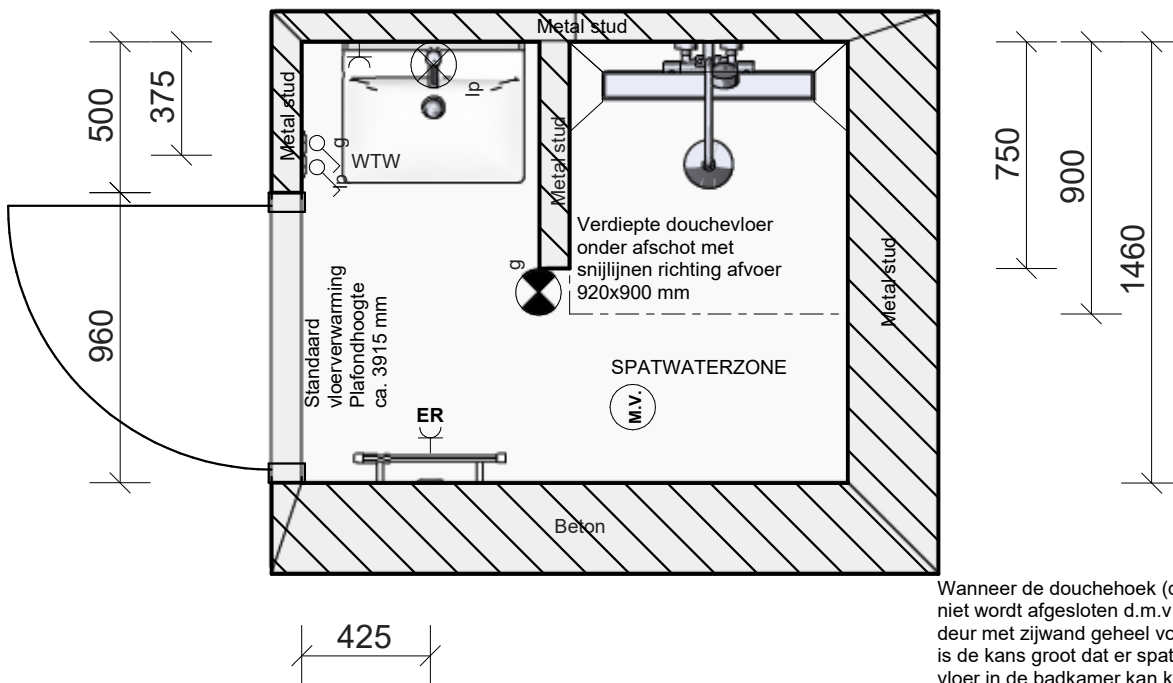 Metal stud
500
375
Metal stud
g
lp
WTW
lp
Metal stud
Verdiepte douchevloer
onder afschot met
snijlijnen richting afvoer
920x900 mm
g
Metal stud
750
900
1460
960
Standaard
vloerverwarming
Plafondhoogte
ca. 3915 mm
SPATWATERZONE
M.V.
ER
Beton
425
Wanneer de douchehoek (
niet wordt afgesloten d.m.v
deur met zijwand geheel
is de kans groot dat er
vloer in de badkamer kan